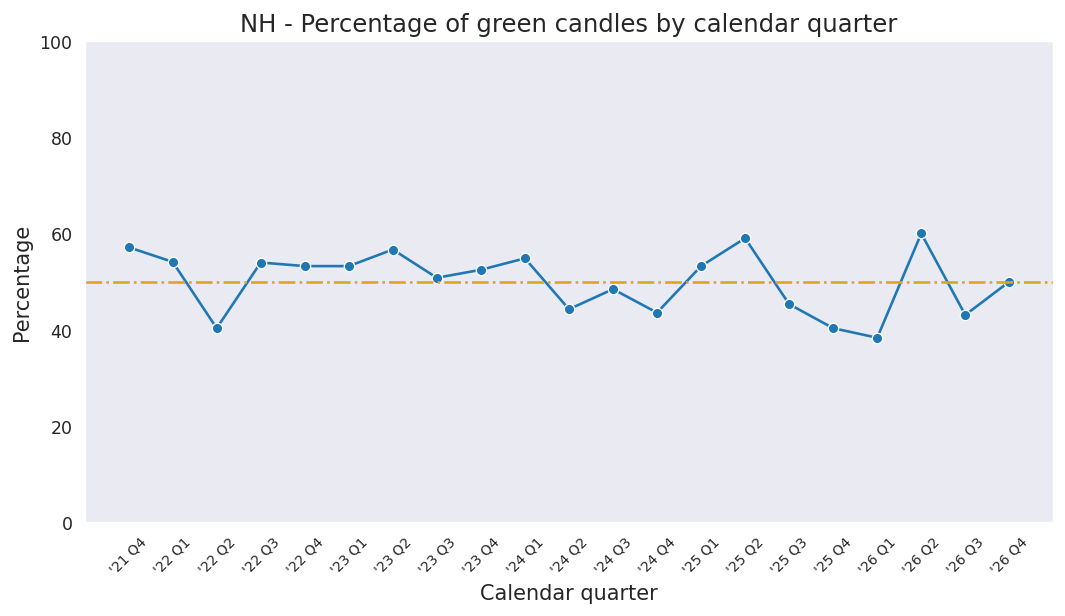 NH - Percentage of green candles by calendar quarter
100
80
60
40
20
0
Percentage
'21 Q4
'22 Q1
'22 Q2
'22 Q3
'22 Q4
'23 Q1
'23 Q2
'23 Q3
'23 Q4
'24 Q1
'24 Q2
'24 Q3
'24 Q4
'25 Q1
'25 Q2
'25 Q3
'25 Q4
'26 Q1
'26 Q2
'26 Q3
'26 Q4
Calendar quarter